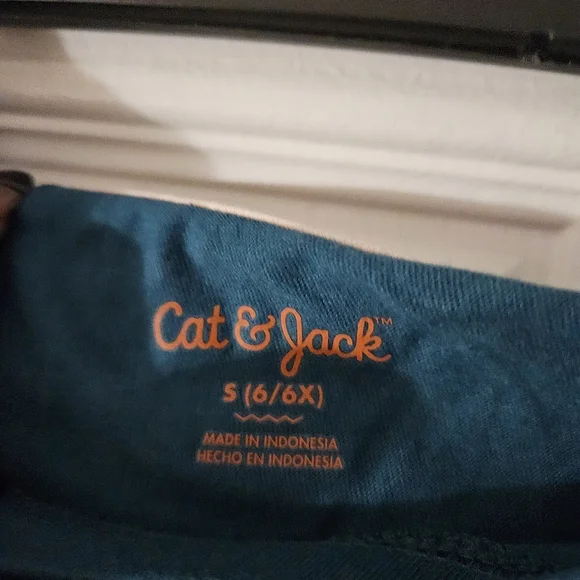 Cat & Jack™
S (6/6X)
MADE IN INDONESIA
HECHO EN INDONESIA